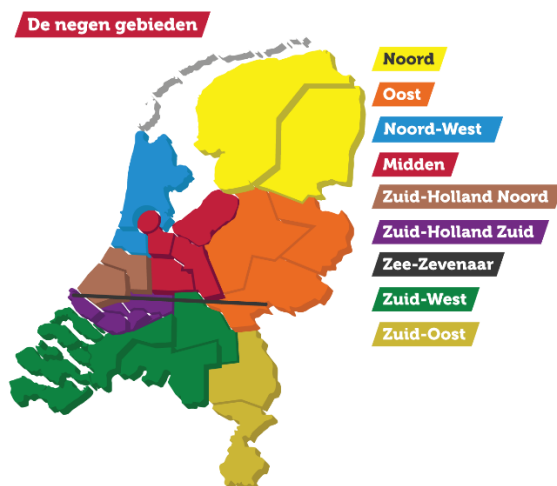 De negen gebieden
Noord
Oost
Noord-West
Midden
Zuid-Holland Noord
Zuid-Holland Zuid
Zee-Zevenaar
Zuid-West
Zuid-Oost